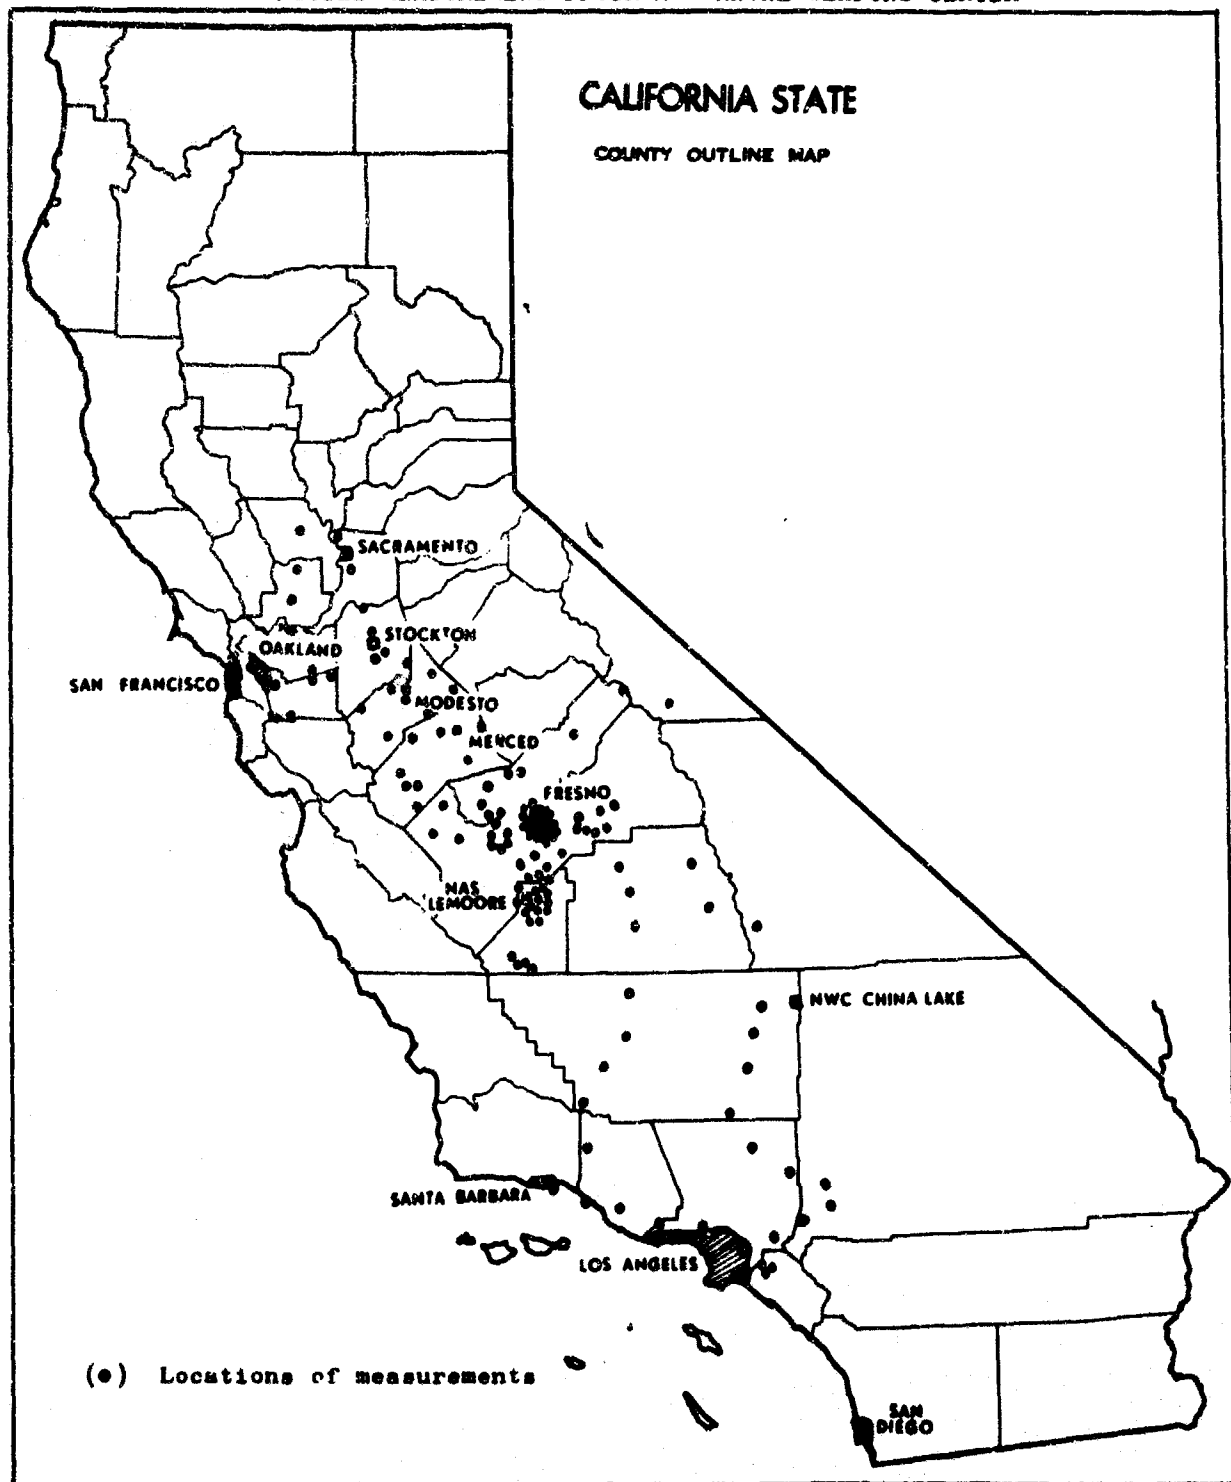 CALIFORNIA STATE
COUNTY OUTLINE MAP
SACRAMENTO
STOCKTON
OAKLAND
SAN FRANCISCO
MODESTO
MERCED
FRESNO
NAS
LEMOORE
NWC CHINA LAKE
SANTA BARBARA
LOS ANGELES
(●) Locations of measurements
SAN
DIEGO